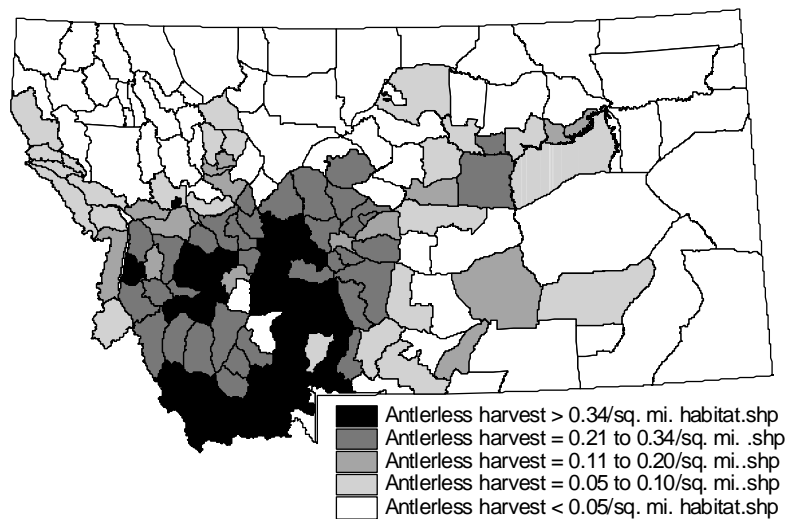 Antlerless harvest > 0.34/sq. mi. habitat.shp
Antlerless harvest = 0.21 to 0.34/sq. mi. .shp
Antlerless harvest = 0.11 to 0.20/sq. mi..shp
Antlerless harvest = 0.05 to 0.10/sq. mi..shp
Antlerless harvest < 0.05/sq. mi. habitat.shp